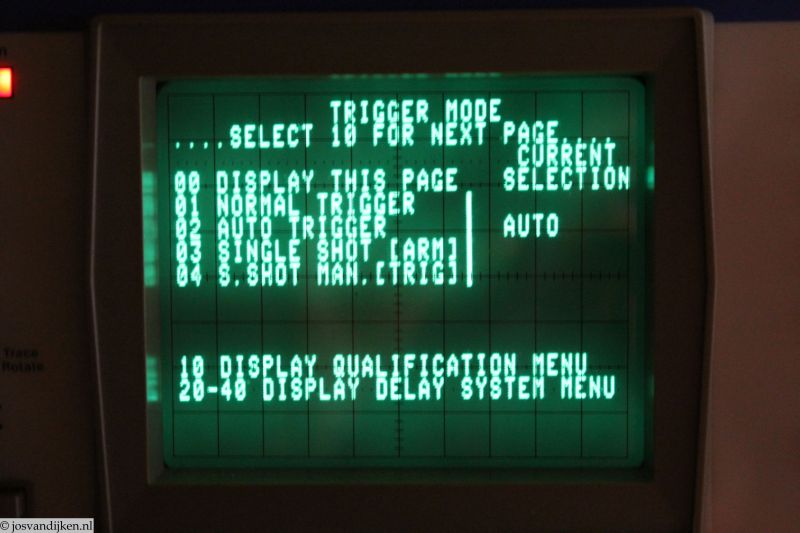 TRIGGER MODE
....SELECT 10 FOR NEXT PAGE....
CURRENT
SELECTION
00 DISPLAY THIS PAGE
01 NORMAL TRIGGER
02 AUTO TRIGGER
AUTO
03 SINGLE SHOT [ARM]
04 S.SHOT MAN.[TRIG]
10 DISPLAY QUALIFICATION MENU
20-40 DISPLAY DELAY SYSTEM MENU
Trace
Rotate
© josvandijken.nl